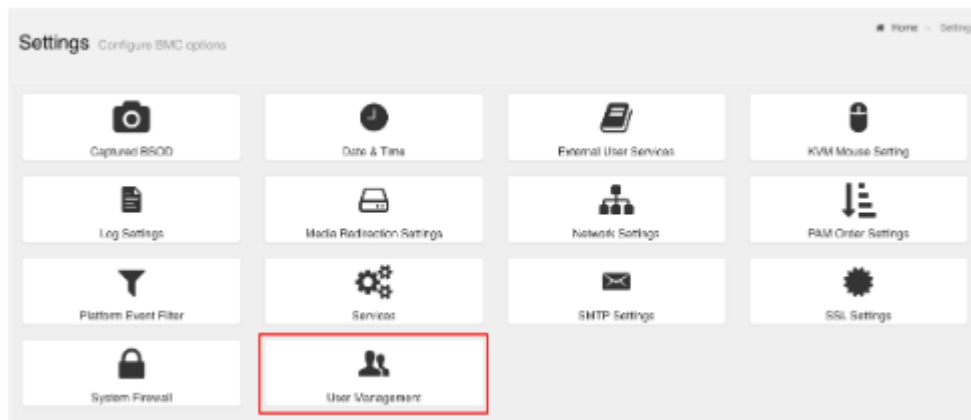 Home > Setting
Settings Configure BMC options
Captured BSOD
Date & Time
External User Services
KVM Mouse Setting
Log Settings
Media Redirection Settings
Network Settings
PAM Order Settings
Platform Event Filter
Services
SMTP Settings
SSL Settings
System Firewall
User Management